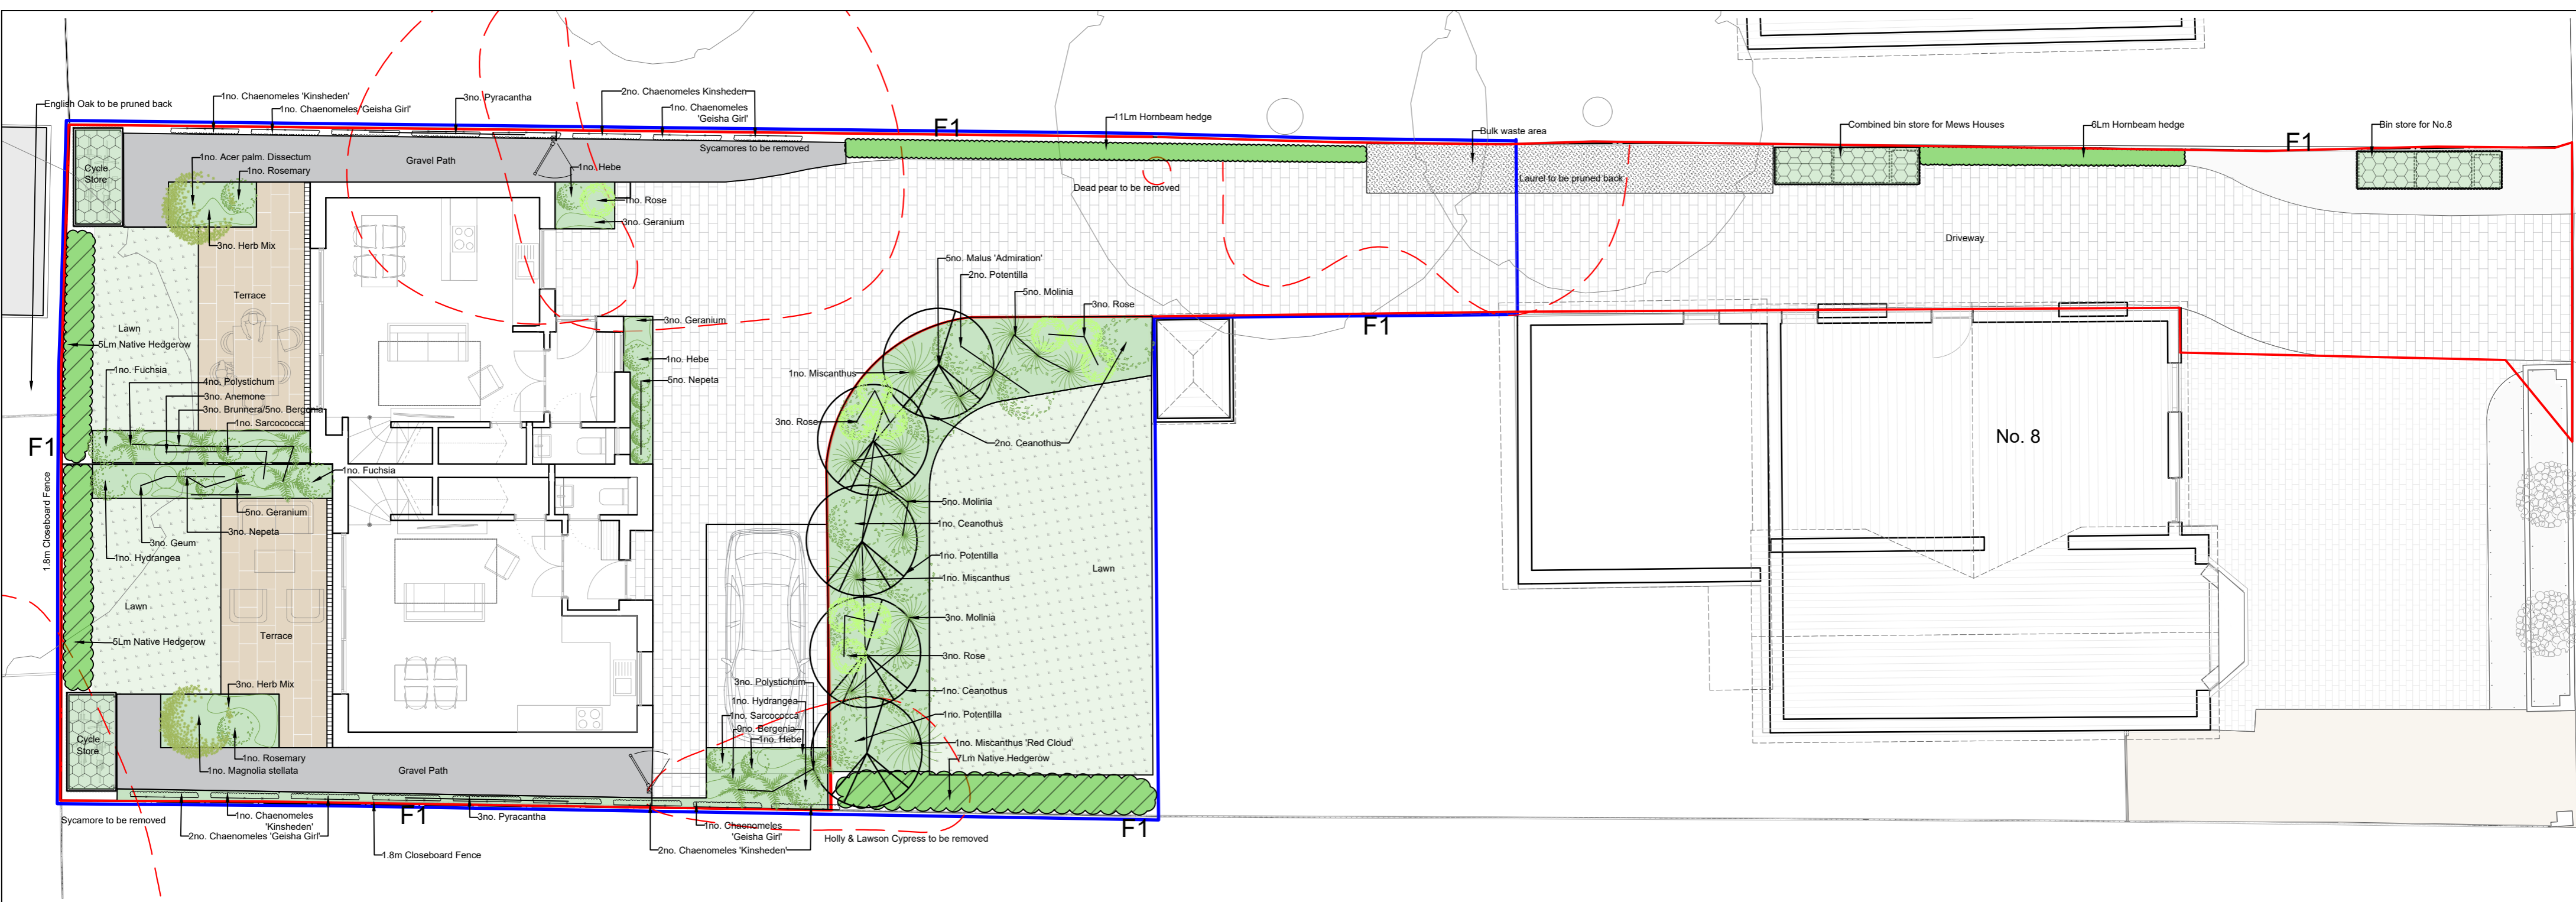 English Oak to be pruned back
1no. Chaenomeles 'Kinsheden'
1no. Chaenomeles 'Geisha Girl'
3no. Pyracantha
2no. Chaenomeles Kinsheden
1no. Chaenomeles
'Geisha Girl'
F1
11Lm Hornbeam hedge
Bulk waste area
Combined bin store for Mews Houses
6Lm Hornbeam hedge
F1
Bin store for No.8
Cycle
Store
1no. Acer palm. Dissectum
1no. Rosemary
Gravel Path
Sycamores to be removed
1no. Hebe
1no. Rose
3no. Geranium
Dead pear to be removed
Laurel to be pruned back
3no. Herb Mix
Driveway
5no. Malus 'Admiration'
2no. Potentilla
5no. Molinia
3no. Rose
Terrace
Lawn
5Lm Native Hedgerow
3no. Geranium
F1
1no. Hebe
5no. Nepeta
1no. Miscanthus
1no. Fuchsia
4no. Polystichum
3no. Anemone
3no. Brunnera/5no. Bergenia
1no. Sarcococca
3no. Rose
2no. Ceanothus
No. 8
F1
1.8m Closeboard Fence
1no. Fuchsia
5no. Geranium
3no. Nepeta
3no. Geum
1no. Hydrangea
5no. Molinia
1no. Ceanothus
1no. Potentilla
1no. Miscanthus
Lawn
Lawn
3no. Molinia
Terrace
5Lm Native Hedgerow
3no. Rose
3no. Herb Mix
3no. Polystichum
1no. Ceanothus
1no. Hydrangea
1no. Sarcococca
9no. Bergenia
1no. Hebe
1no. Potentilla
1no. Miscanthus 'Red Cloud'
7Lm Native Hedgerow
Cycle
Store
1no. Rosemary
1no. Magnolia stellata
Gravel Path
Sycamore to be removed
1no. Chaenomeles
'Kinsheden'
2no. Chaenomeles 'Geisha Girl'
F1
3no. Pyracantha
1.8m Closeboard Fence
1no. Chaenomeles
'Geisha Girl'
2no. Chaenomeles 'Kinsheden'
Holly & Lawson Cypress to be removed
F1